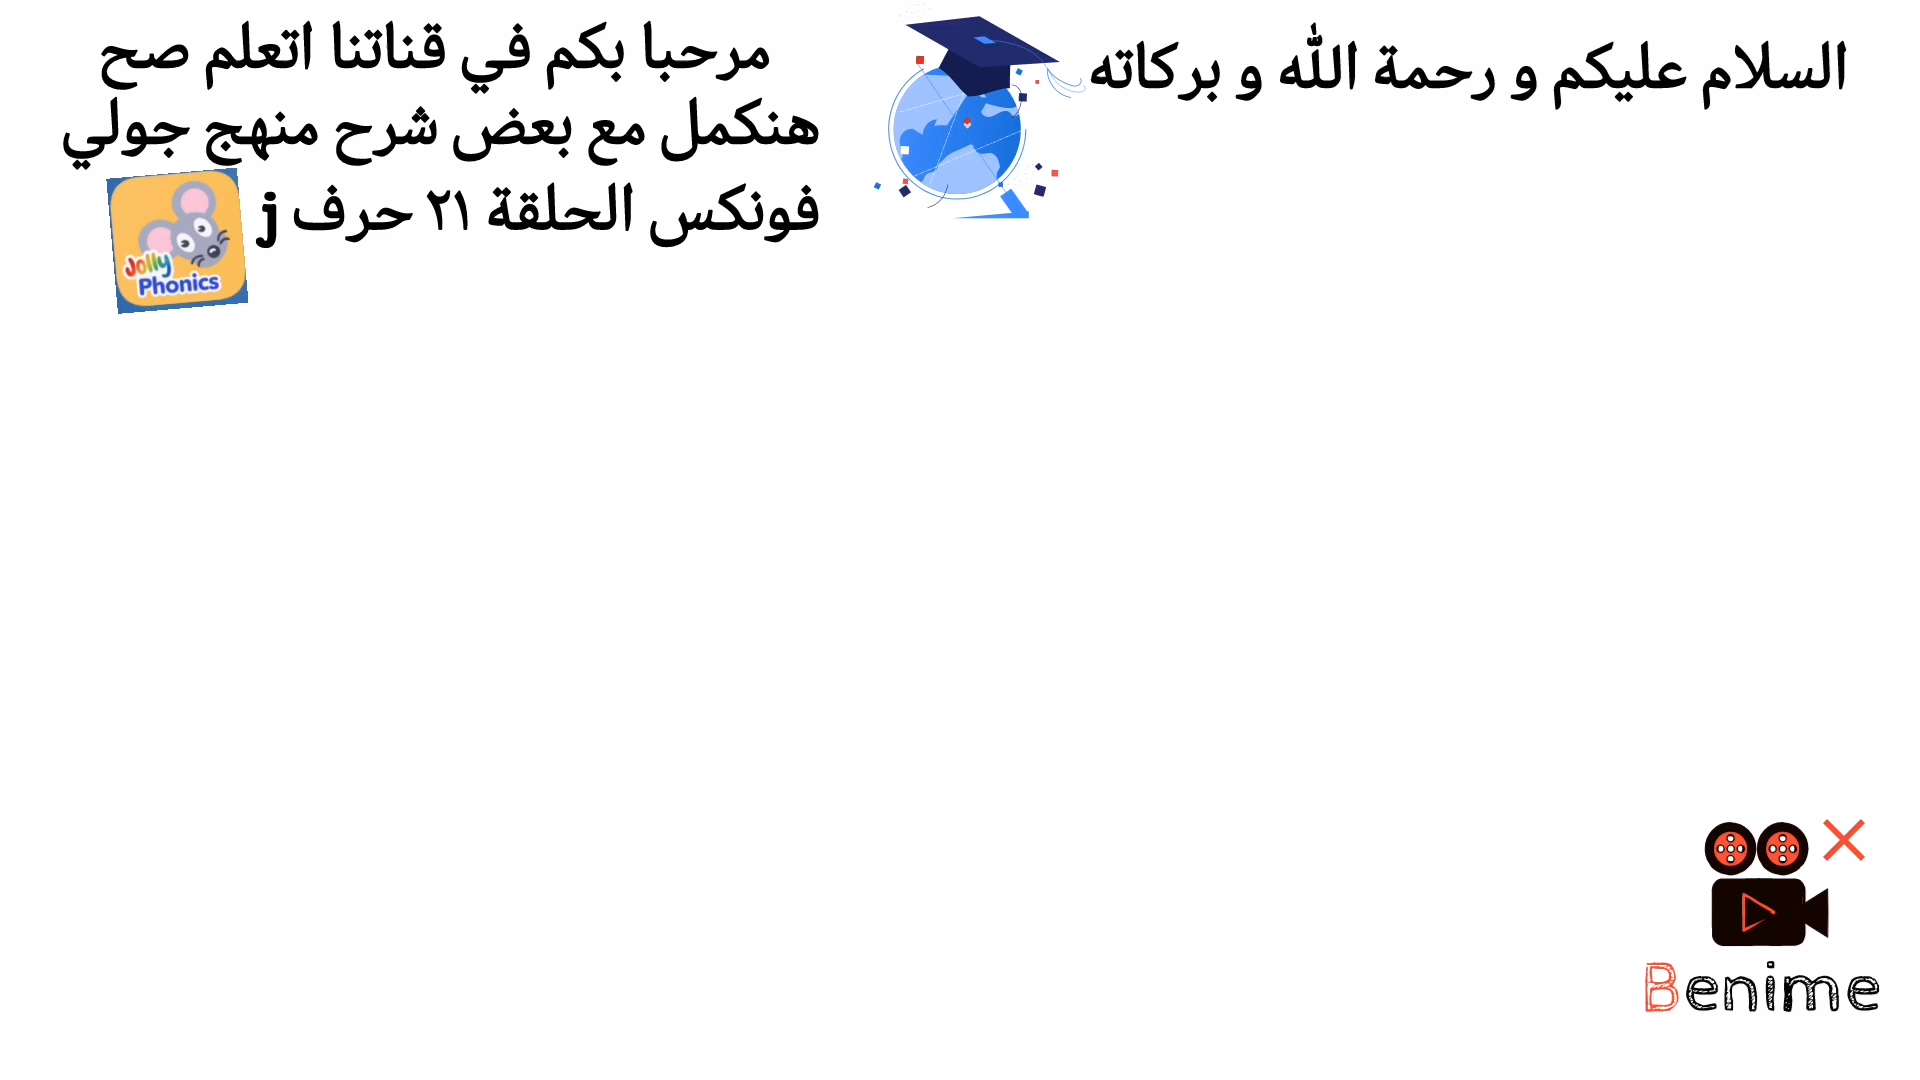 السلام عليكم و رحمة الله و بركاته
مرحبا بكم في قناتنا اتعلم صح
هنكمل مع بعض شرح منهج جولي
فونكس الحلقة ٢١ حرف j
Jolly
Phonics
Benime